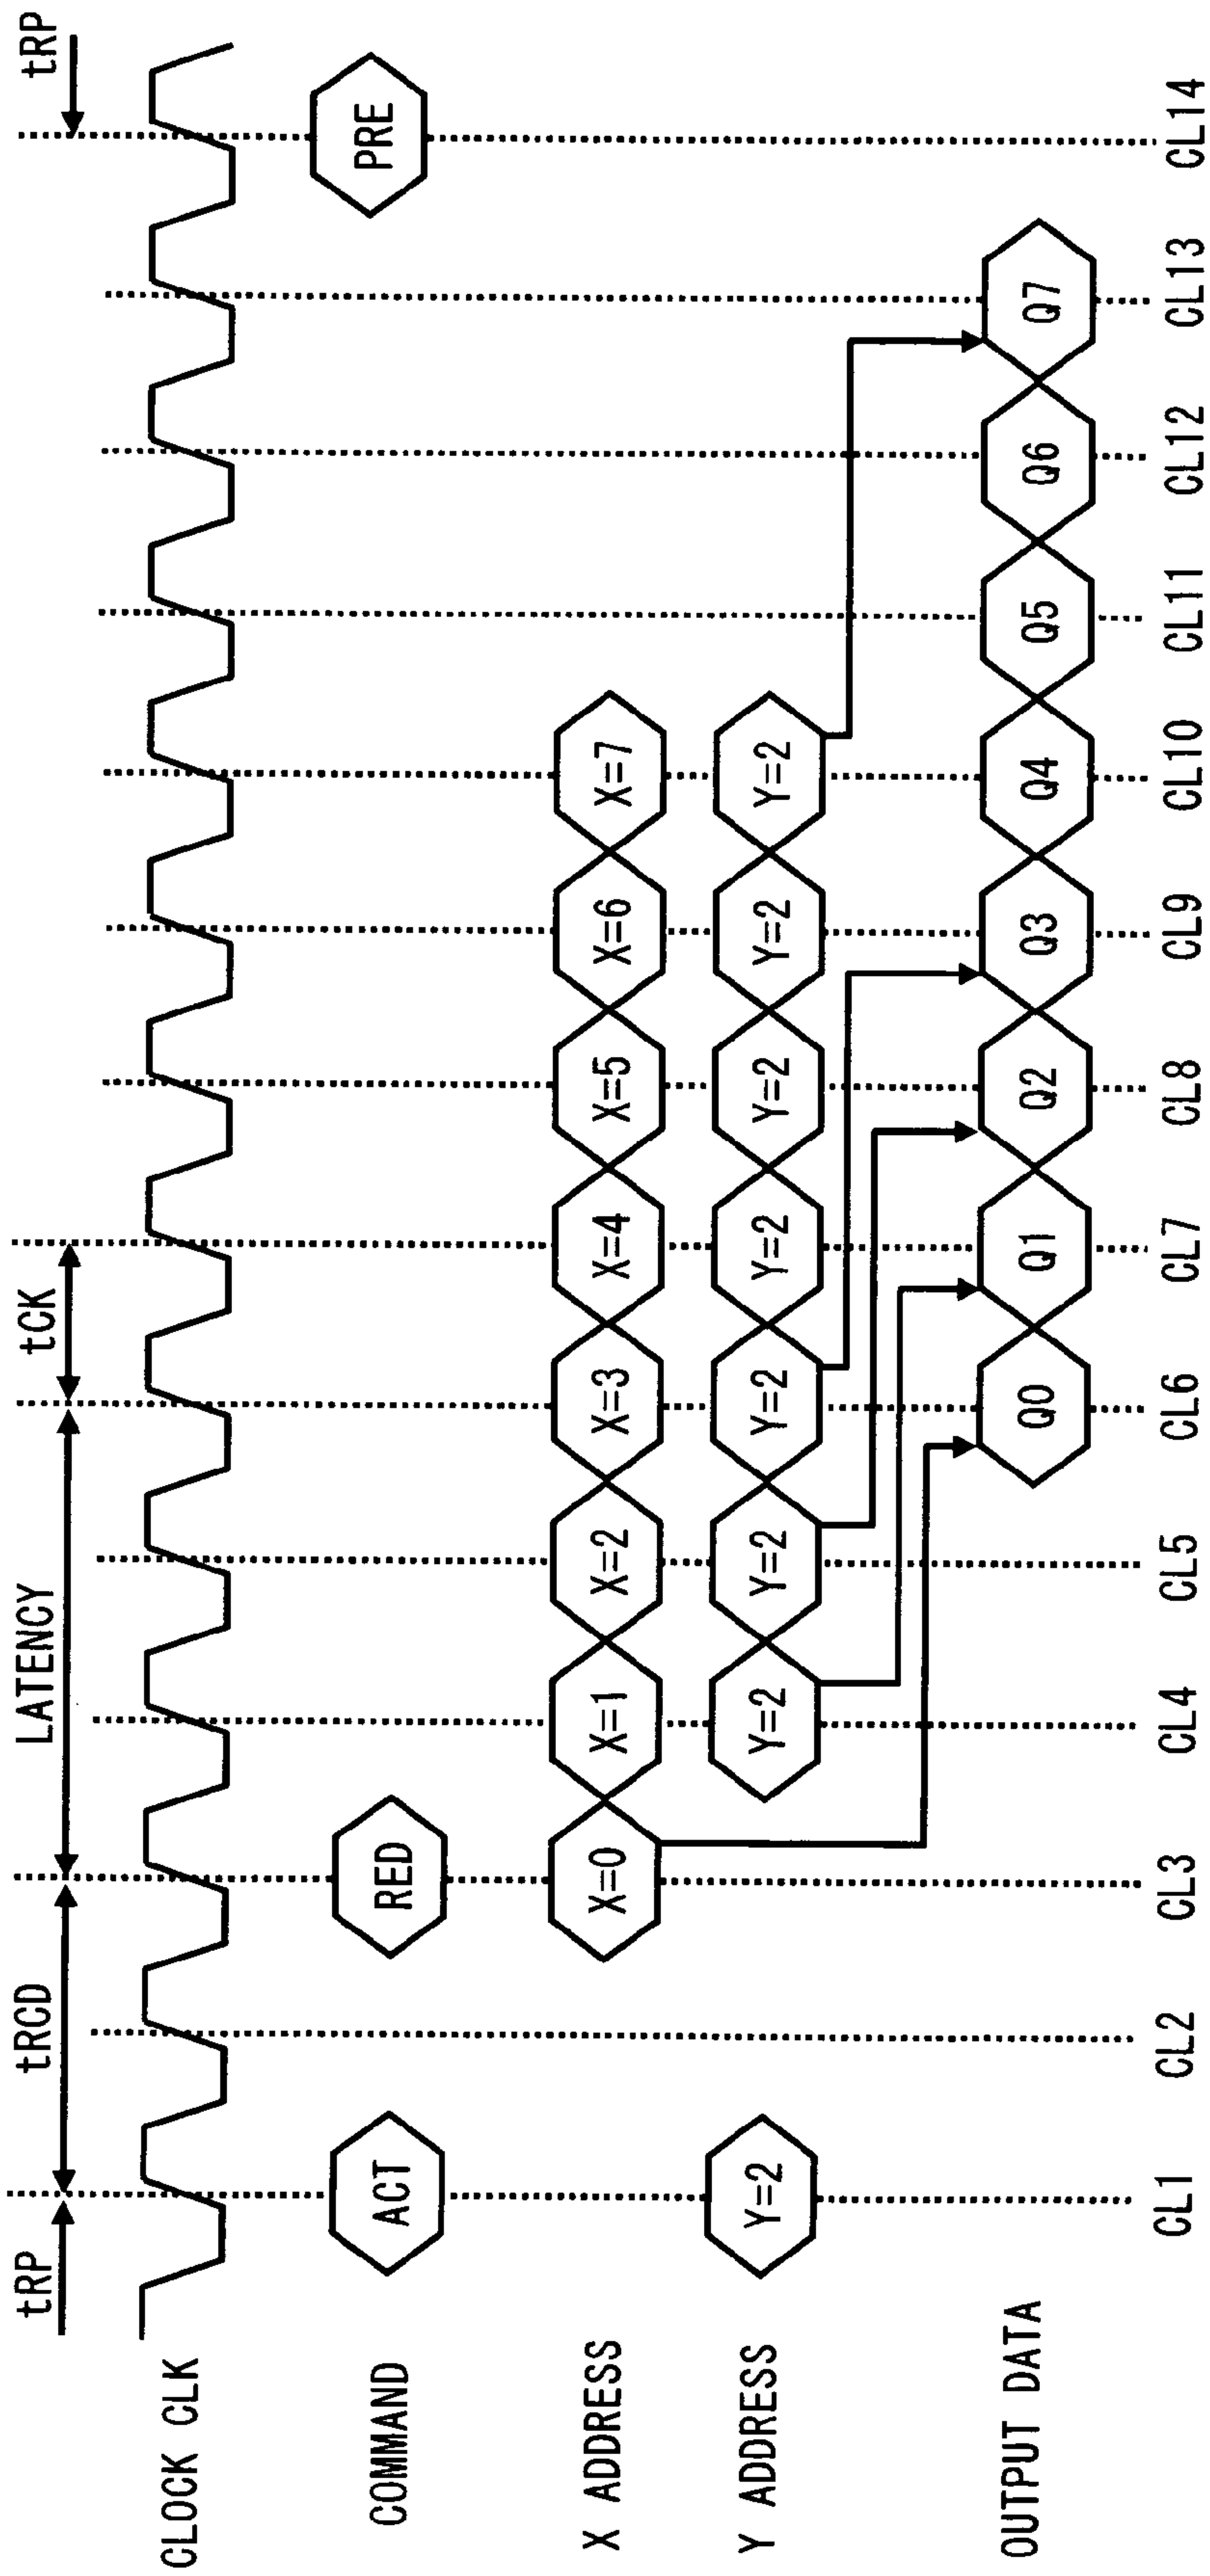 tRP tRCD LATENCY tCK tRP
CLOCK CLK
COMMAND ACT RED PRE
X ADDRESS X=0 X=1 X=2 X=3 X=4 X=5 X=6 X=7
Y ADDRESS Y=2 Y=2 Y=2 Y=2 Y=2 Y=2 Y=2 Y=2
OUTPUT DATA Q0 Q1 Q2 Q3 Q4 Q5 Q6 Q7
CL1 CL2 CL3 CL4 CL5 CL6 CL7 CL8 CL9 CL10 CL11 CL12 CL13 CL14